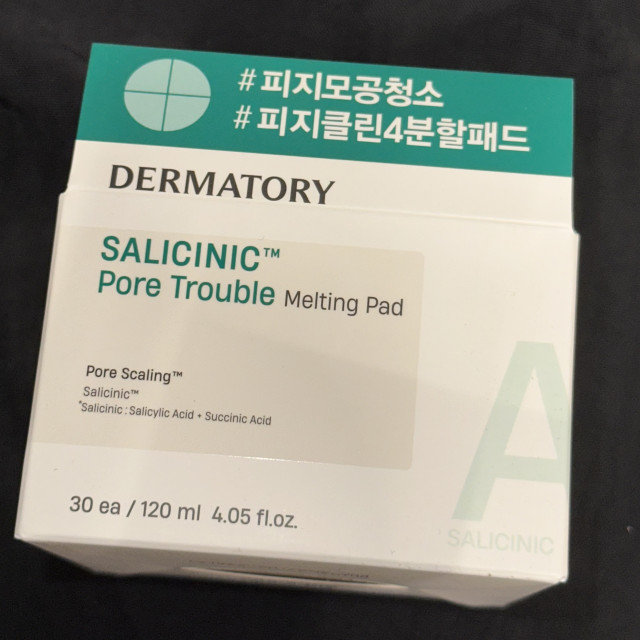 #피지모공청소
#피지클린4분할패드
DERMATORY
SALICINIC™
Pore Trouble Melting Pad
Pore Scaling™
Salicinic™
*Salicinic : Salicylic Acid + Succinic Acid
A
SALICINIC
30 ea / 120 ml 4.05 fl.oz.